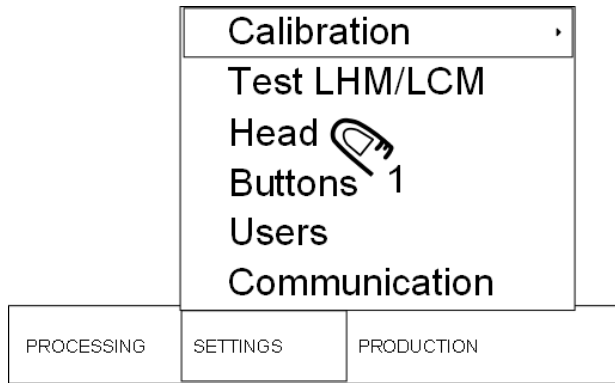 Calibration
Test LHM/LCM
Head
Buttons 1
Users
Communication
PROCESSING SETTINGS PRODUCTION